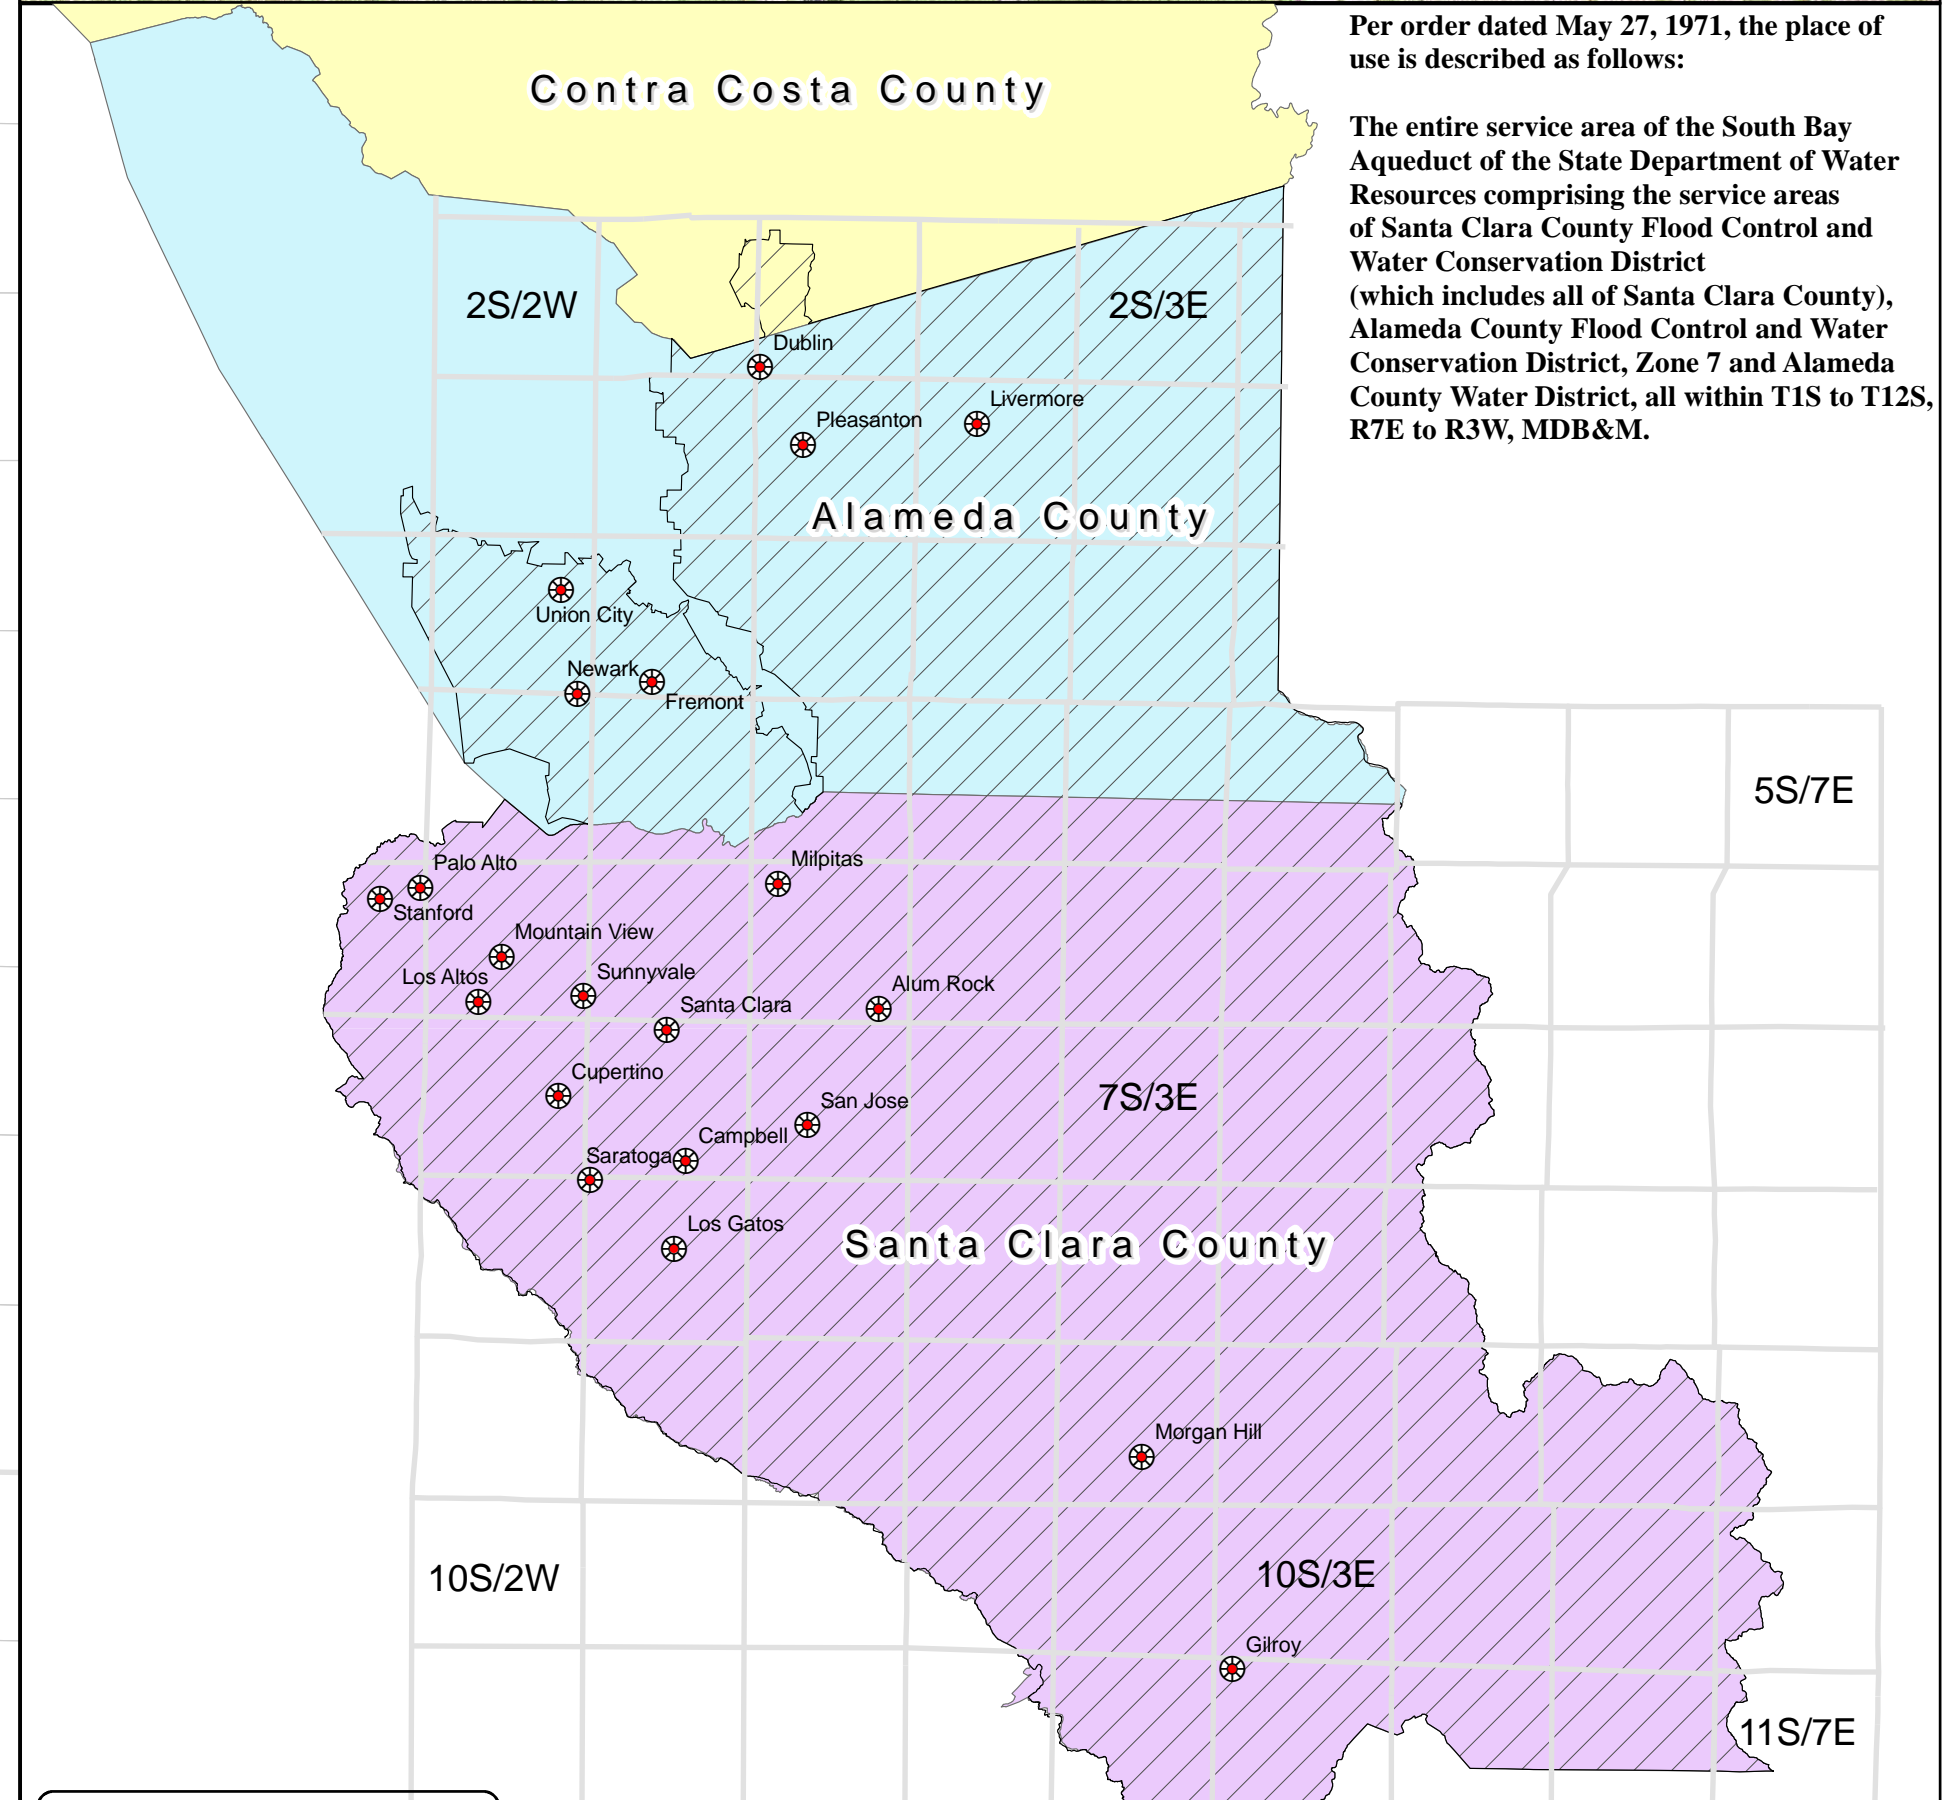 Per order dated May 27, 1971, the place of
use is described as follows:
The entire service area of the South Bay
Aqueduct of the State Department of Water
Resources comprising the service areas
of Santa Clara County Flood Control and
Water Conservation District
(which includes all of Santa Clara County),
Alameda County Flood Control and Water
Conservation District, Zone 7 and Alameda
County Water District, all within T1S to T12S,
R7E to R3W, MDB&M.
Contra Costa County
2S/2W
2S/3E
Dublin
Livermore
Pleasanton
Alameda County
Union City
Newark
Fremont
5S/7E
Palo Alto
Milpitas
Stanford
Mountain View
Los Altos
Sunnyvale
Alum Rock
Santa Clara
Cupertino
7S/3E
San Jose
Campbell
Saratoga
Los Gatos
Santa Clara County
Morgan Hill
10S/2W
10S/3E
Gilroy
11S/7E